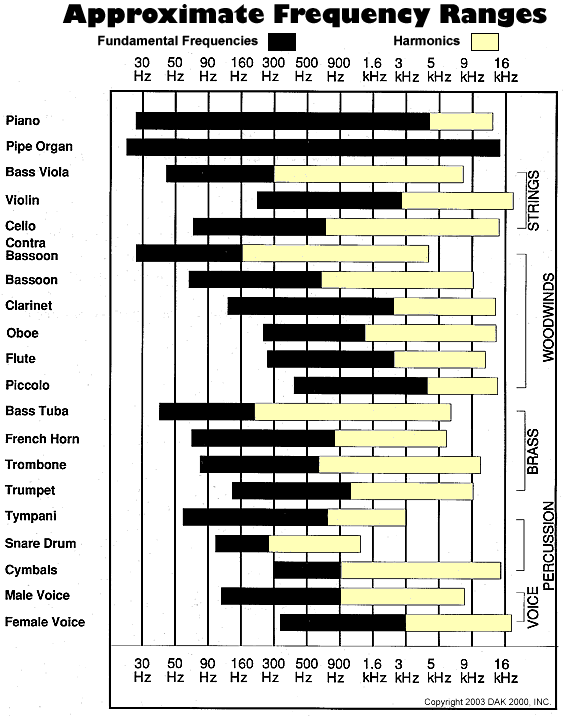 Approximate Frequency Ranges
Fundamental Frequencies
Harmonics
30 50 90 160 300 500 900 1.6 3 5 9 16
Hz Hz Hz Hz Hz Hz Hz kHz kHz kHz kHz kHz
Piano
Pipe Organ
Bass Viola
Violin
Cello
STRINGS
Contra
Bassoon
Bassoon
Clarinet
Oboe
Flute
Piccolo
WOODWINDS
Bass Tuba
French Horn
Trombone
Trumpet
BRASS
Tympani
Snare Drum
Cymbals
PERCUSSION
Male Voice
Female Voice
VOICE
30 50 90 160 300 500 900 1.6 3 5 9 16
Hz Hz Hz Hz Hz Hz Hz kHz kHz kHz kHz kHz
Copyright 2003 DAK 2000, INC.